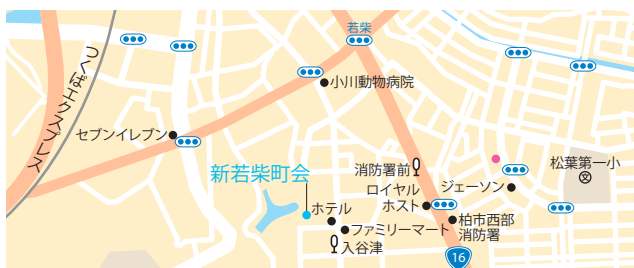 若柴
つくばエクスプレス
小川動物病院
セブンイレブン
消防署前
松葉第一小
新若柴町会
ロイヤル
ホスト
ジェーソン
ホテル
ファミリーマート
柏市西部
消防署
入谷津
16